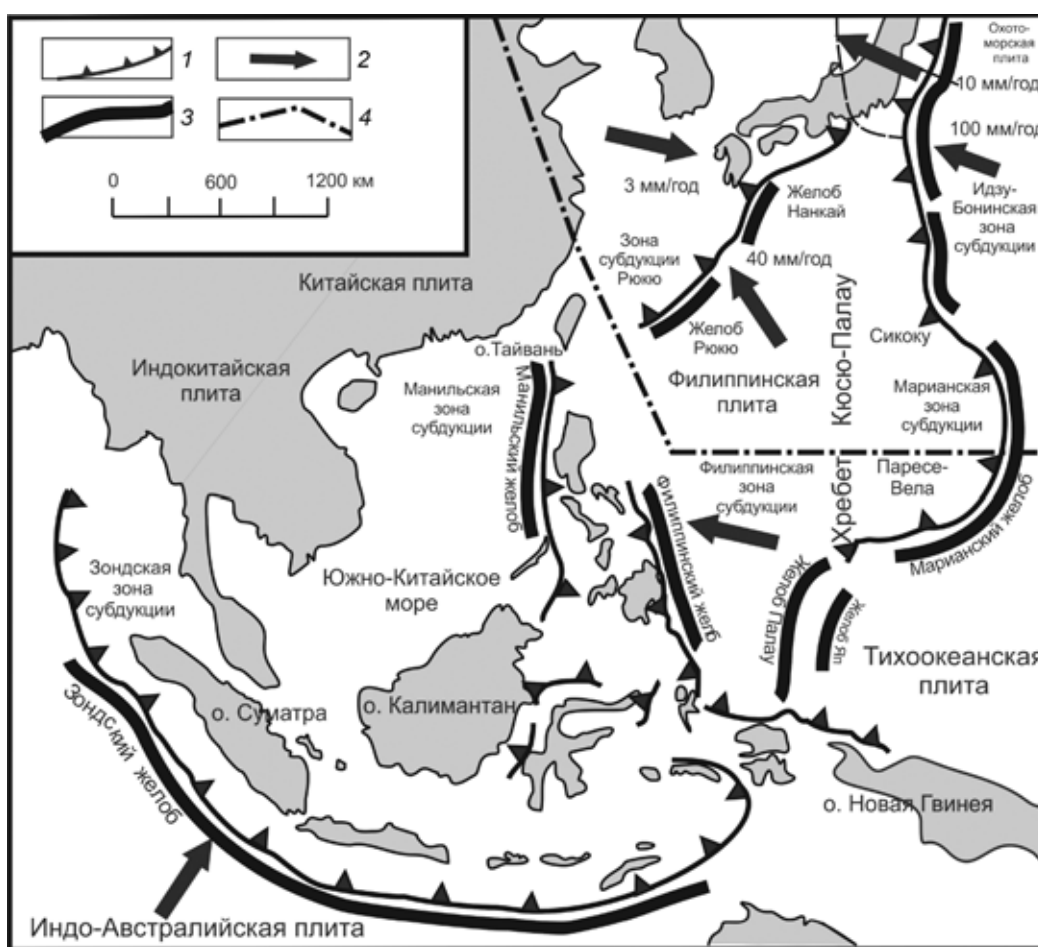 1
2
3
4
0
600
1200 км
Охото-
морская
плита
10 мм/год
100 мм/год
3 мм/год
Желоб
Нанкай
Идзу-
Бонинская
зона
субдукции
Зона
субдукции
Рюкю
40 мм/год
Китайская плита
Желоб
Рюкю
Сикоку
о.Тайвань
Индокитайская
плита
Манильская
зона
субдукции
Манильский желоб
Филиппинская
плита
Хребет Кюсю-Палау
Марианская
зона
субдукции
Филиппинская
зона
субдукции
Паресе-
Вела
Филиппинский желоб
Марианский желоб
Зондская
зона
субдукции
Южно-Китайское
море
Желоб Палау
Желоб Яп
Тихоокеанская
плита
Зондский желоб
о. Суматра
о. Калимантан
о. Новая Гвинея
Индо-Австралийская плита